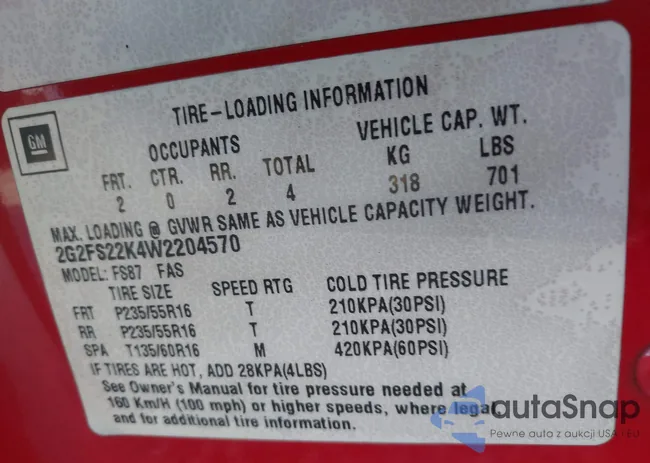 GM
TIRE-LOADING INFORMATION
OCCUPANTS VEHICLE CAP. WT.
FRT. CTR. RR. TOTAL KG LBS
2 0 2 4 318 701
MAX. LOADING @ GVWR SAME AS VEHICLE CAPACITY WEIGHT.
2G2FS22K4W2204570
MODEL: FS87 FAS
TIRE SIZE SPEED RTG COLD TIRE PRESSURE
FRT P235/55R16 T 210KPA(30PSI)
RR P235/55R16 T 210KPA(30PSI)
SPA T135/60R16 M 420KPA(60PSI)
IF TIRES ARE HOT, ADD 28KPA(4LBS)
See Owner's Manual for tire pressure needed at
160 Km/H (100 mph) or higher speeds, where legal
and for additional tire information.
autaSnap
Pewne auta z aukcji USA - EU